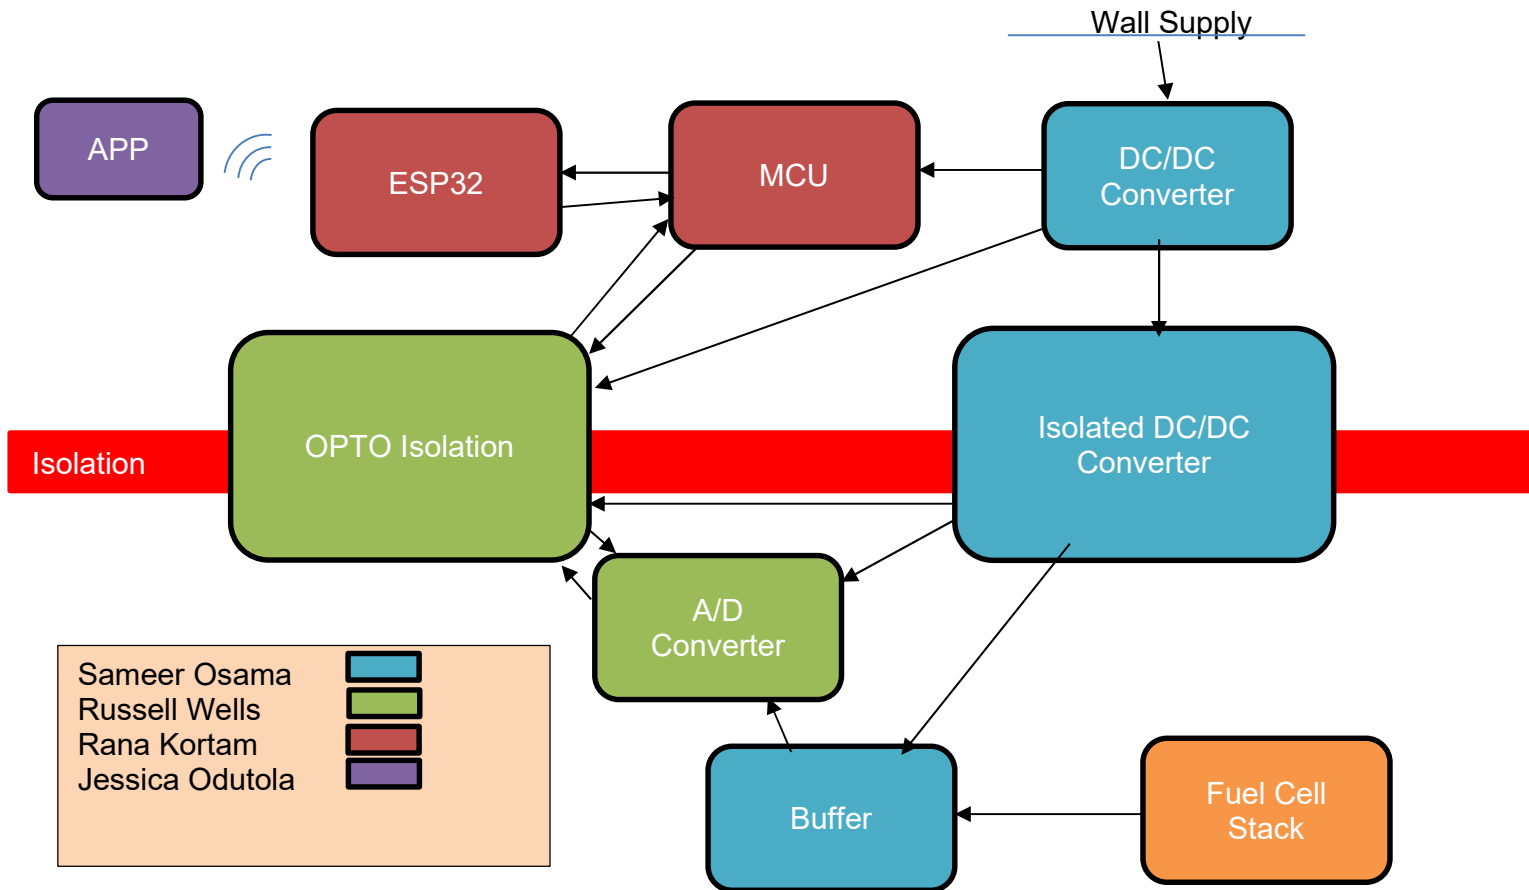 Wall Supply
APP
ESP32
MCU
DC/DC
Converter
OPTO Isolation
Isolated DC/DC
Converter
Isolation
A/D
Converter
Sameer Osama
Russell Wells
Rana Kortam
Jessica Odutola
Buffer
Fuel Cell
Stack